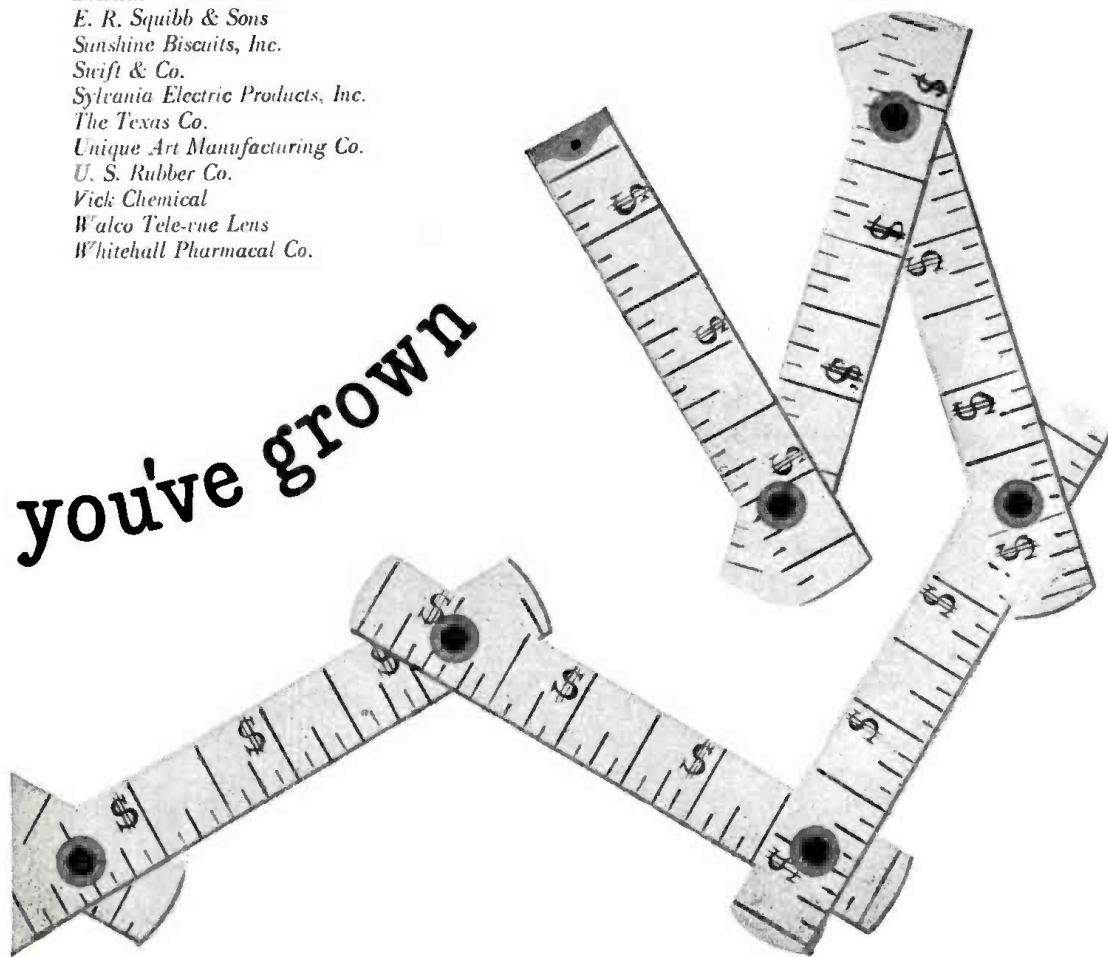 E. R. Squibb & Sons
Sunshine Biscuits, Inc.
Swift & Co.
Sylvania Electric Products, Inc.
The Texas Co.
Unique Art Manufacturing Co.
U. S. Rubber Co.
Vick Chemical
Walco Tele-vue Lens
Whitehall Pharmacal Co.
you've grown